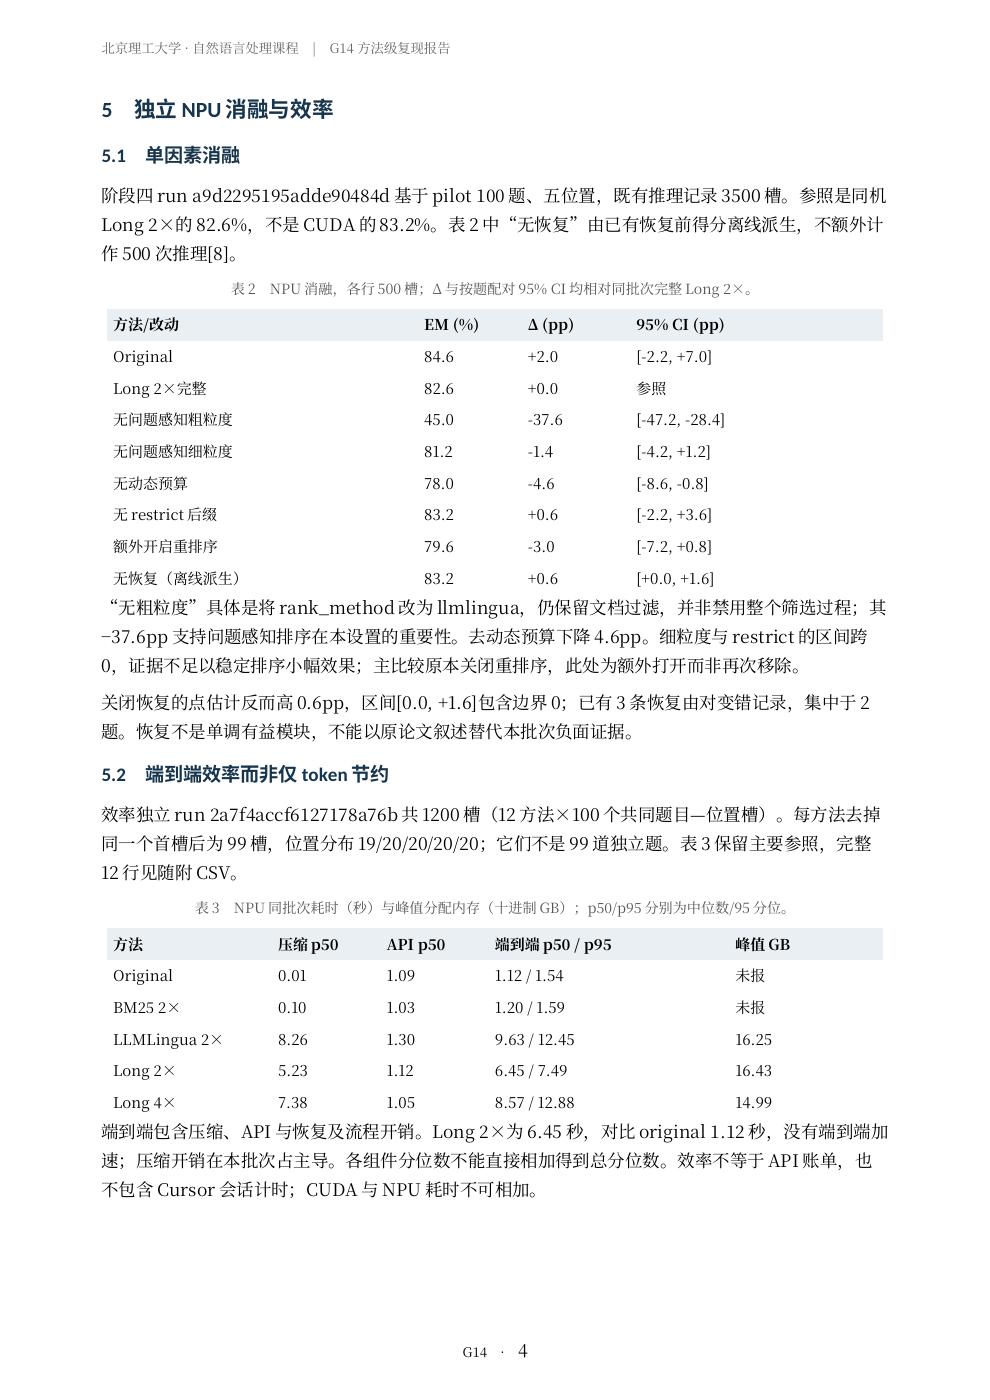 北京理工大学 · 自然语言处理课程 | G14 方法级复现报告
5 独立 NPU 消融与效率
5.1 单因素消融
阶段四 run a9d2295195adde90484d 基于 pilot 100 题、五位置，既有推理记录 3500 槽。参照是同机
Long 2×的 82.6%，不是 CUDA 的 83.2%。表 2 中“无恢复”由已有恢复前得分离线派生，不额外计
作 500 次推理[8]。
表 2 NPU 消融，各行 500 槽；Δ 与按题配对 95% CI 均相对同批次完整 Long 2×。
方法/改动 EM (%) Δ (pp) 95% CI (pp)
Original 84.6 +2.0 [-2.2, +7.0]
Long 2×完整 82.6 +0.0 参照
无问题感知粗粒度 45.0 -37.6 [-47.2, -28.4]
无问题感知细粒度 81.2 -1.4 [-4.2, +1.2]
无动态预算 78.0 -4.6 [-8.6, -0.8]
无 restrict 后缀 83.2 +0.6 [-2.2, +3.6]
额外开启重排序 79.6 -3.0 [-7.2, +0.8]
无恢复（离线派生） 83.2 +0.6 [+0.0, +1.6]
“无粗粒度”具体是将 rank_method 改为 llmlingua，仍保留文档过滤，并非禁用整个筛选过程；其
−37.6pp 支持问题感知排序在本设置的重要性。去动态预算下降 4.6pp。细粒度与 restrict 的区间跨
0，证据不足以稳定排序小幅效果；主比较原本关闭重排序，此处为额外打开而非再次移除。
关闭恢复的点估计反而高 0.6pp，区间[0.0, +1.6]包含边界 0；已有 3 条恢复由对变错记录，集中于 2
题。恢复不是单调有益模块，不能以原论文叙述替代本批次负面证据。
5.2 端到端效率而非仅 token 节约
效率独立 run 2a7f4accf6127178a76b 共 1200 槽（12 方法×100 个共同题目—位置槽）。每方法去掉
同一个首槽后为 99 槽，位置分布 19/20/20/20/20；它们不是 99 道独立题。表 3 保留主要参照，完整
12 行见随附 CSV。
表 3 NPU 同批次耗时（秒）与峰值分配内存（十进制 GB）；p50/p95 分别为中位数/95 分位。
方法 压缩 p50 API p50 端到端 p50 / p95 峰值 GB
Original 0.01 1.09 1.12 / 1.54 未报
BM25 2× 0.10 1.03 1.20 / 1.59 未报
LLMLingua 2× 8.26 1.30 9.63 / 12.45 16.25
Long 2× 5.23 1.12 6.45 / 7.49 16.43
Long 4× 7.38 1.05 8.57 / 12.88 14.99
端到端包含压缩、API 与恢复及流程开销。Long 2×为 6.45 秒，对比 original 1.12 秒，没有端到端加
速；压缩开销在本批次占主导。各组件分位数不能直接相加得到总分位数。效率不等于 API 账单，也
不包含 Cursor 会话计时；CUDA 与 NPU 耗时不可相加。
G14 · 4